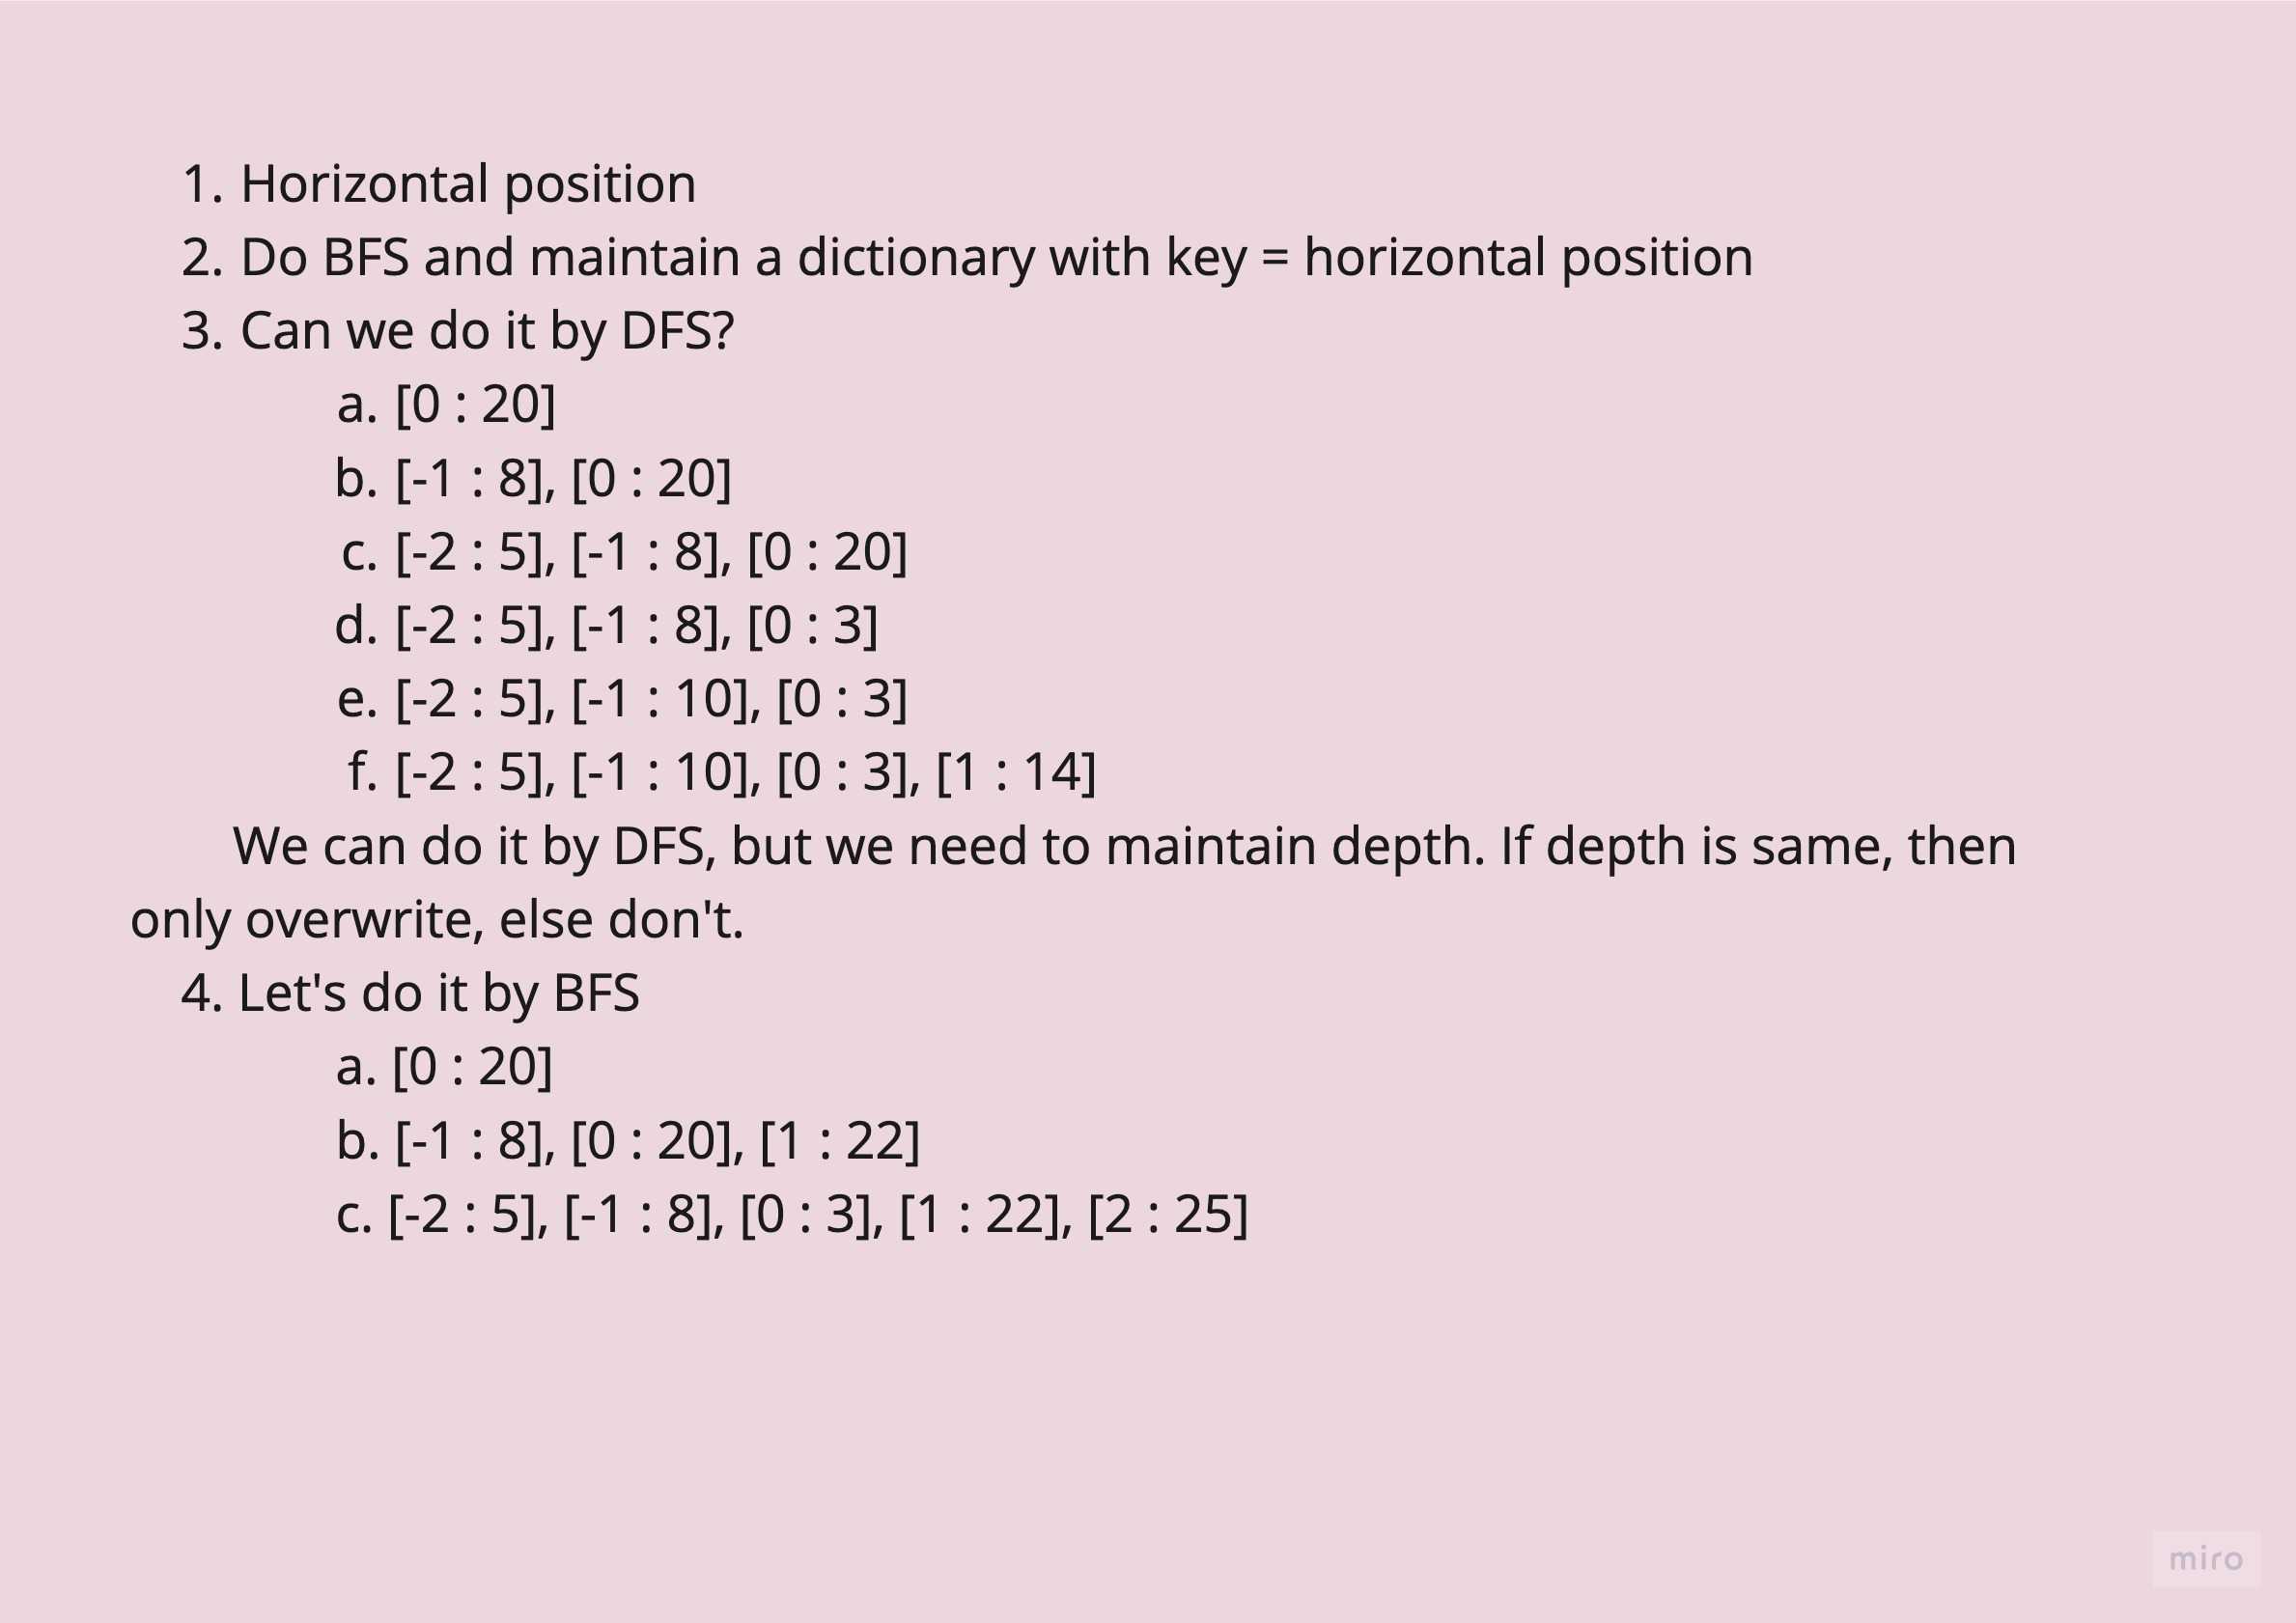 1. Horizontal position
2. Do BFS and maintain a dictionary with key = horizontal position
3. Can we do it by DFS?
a. [0 : 20]
b. [-1 : 8], [0 : 20]
c. [-2 : 5], [-1 : 8], [0 : 20]
d. [-2 : 5], [-1 : 8], [0 : 3]
e. [-2 : 5], [-1 : 10], [0 : 3]
f. [-2 : 5], [-1 : 10], [0 : 3], [1 : 14]
We can do it by DFS, but we need to maintain depth. If depth is same, then
only overwrite, else don't.
4. Let's do it by BFS
a. [0 : 20]
b. [-1 : 8], [0 : 20], [1 : 22]
c. [-2 : 5], [-1 : 8], [0 : 3], [1 : 22], [2 : 25]
miro